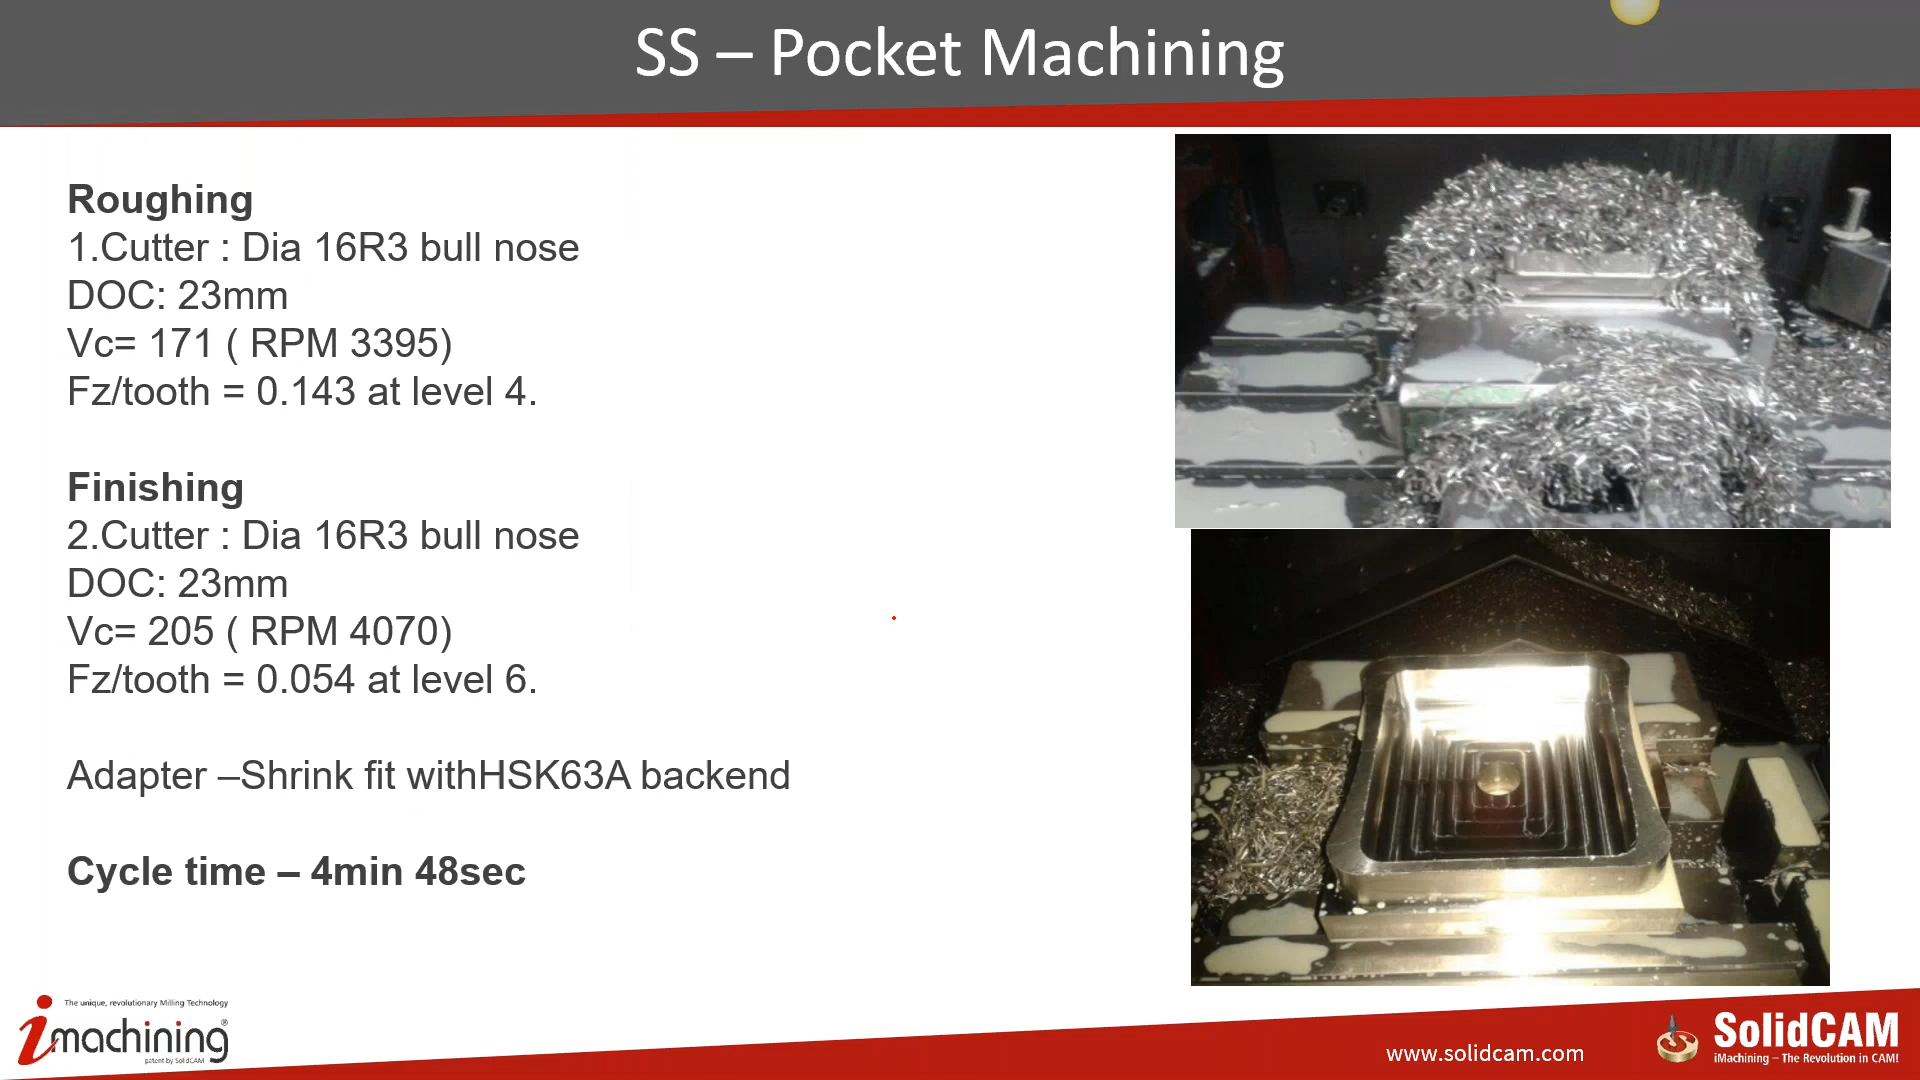 SS – Pocket Machining
Roughing
1.Cutter : Dia 16R3 bull nose
DOC: 23mm
Vc= 171 ( RPM 3395)
Fz/tooth = 0.143 at level 4.
Finishing
2.Cutter : Dia 16R3 bull nose
DOC: 23mm
Vc= 205 ( RPM 4070)
Fz/tooth = 0.054 at level 6.
Adapter –Shrink fit withHSK63A backend
Cycle time – 4min 48sec
The unique, revolutionary Milling Technology
imachining®
patent by SolidCAM
www.solidcam.com
SolidCAM
iMachining – The Revolution in CAM!